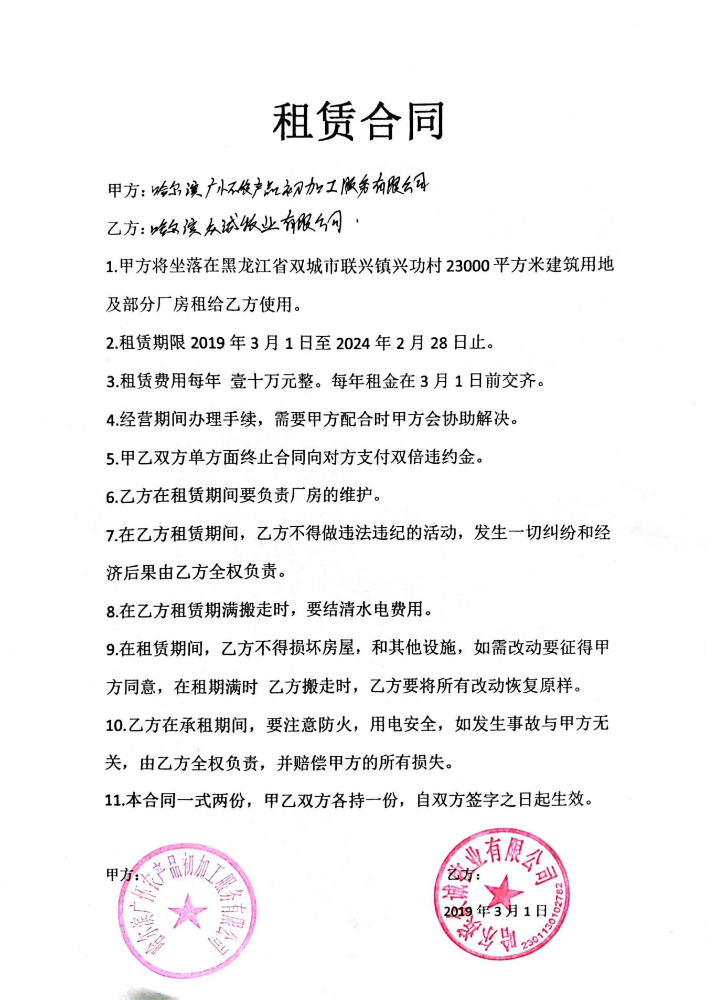 租赁合同
甲方：哈尔滨广怀农产品初加工服务有限公司
乙方：哈尔滨众诚牧业有限公司.
1.甲方将坐落在黑龙江省双城市联兴镇兴功村 23000 平方米建筑用地
及部分厂房租给乙方使用。
2.租赁期限 2019 年 3 月 1 日至 2024 年 2 月 28 日止。
3.租赁费用每年 壹十万元整。每年租金在 3 月 1 日前交齐。
4.经营期间办理手续，需要甲方配合时甲方会协助解决。
5.甲乙双方单方面终止合同向对方支付双倍违约金。
6.乙方在租赁期间要负责厂房的维护。
7.在乙方租赁期间，乙方不得做违法违纪的活动，发生一切纠纷和经
济后果由乙方全权负责。
8.在乙方租赁期满搬走时，要结清水电费用。
9.在租赁期间，乙方不得损坏房屋，和其他设施，如需改动要征得甲
方同意，在租期满时 乙方搬走时，乙方要将所有改动恢复原样。
10.乙方在承租期间，要注意防火，用电安全，如发生事故与甲方无
关，由乙方全权负责，并赔偿甲方的所有损失。
11.本合同一式两份，甲乙双方各持一份，自双方签字之日起生效。
甲方：
哈尔滨广怀农产品初加工服务有限公司
乙方：
2019 年 3 月 1 日
哈尔滨众诚牧业有限公司
2301130102782